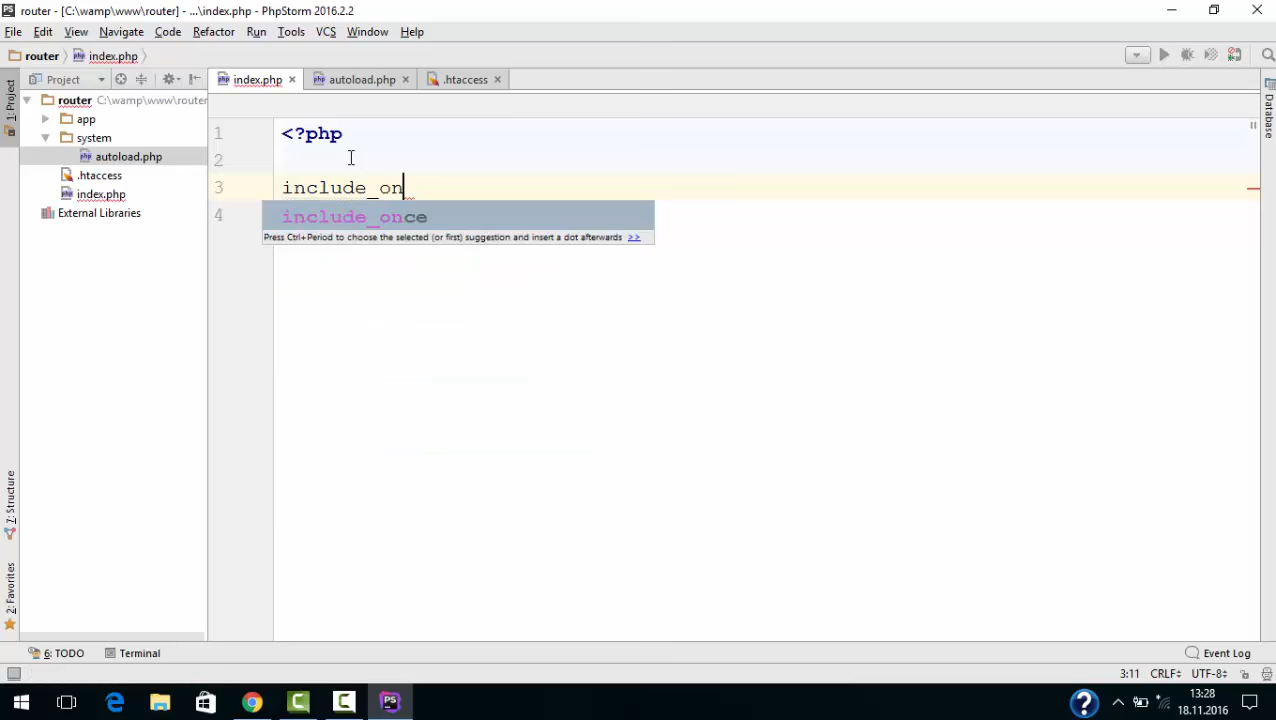 router - [C:\wamp\www\router] - ...\index.php - PhpStorm 2016.2.2
File Edit View Navigate Code Refactor Run Tools VCS Window Help
router index.php
Project
index.php autoload.php .htaccess
1: Project
router C:\wamp\www\router
app
system
autoload.php
.htaccess
index.php
External Libraries
1 <?php
2
3 include_on
4
include_once
Press Ctrl+Period to choose the selected (or first) suggestion and insert a dot afterwards >>
Database
7: Structure
2: Favorites
6: TODO Terminal Event Log
3:11 CRLF÷ UTF-8÷
PS
13:28
18.11.2016